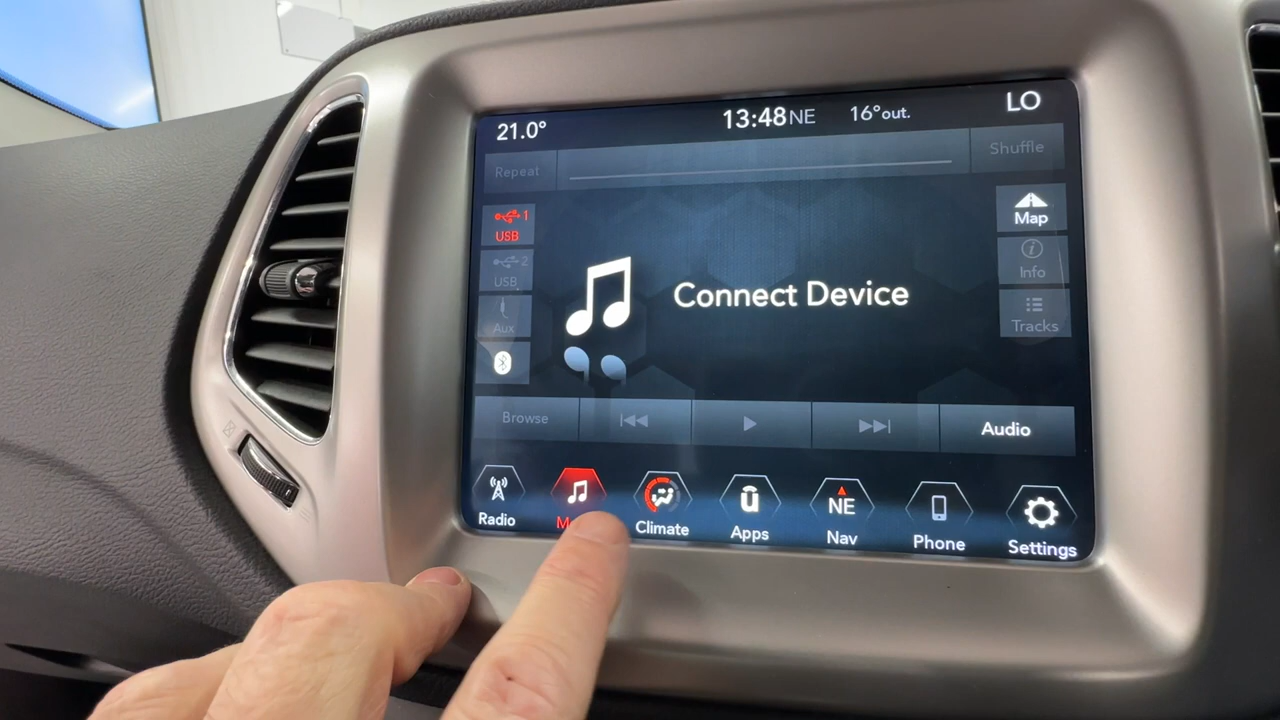 21.0°
13:48 NE
16°out.
LO
Repeat
Shuffle
1
USB
2
USB
Aux
Connect Device
Map
Info
Tracks
Browse
Audio
Radio
Climate
Apps
NE
Nav
Phone
Settings